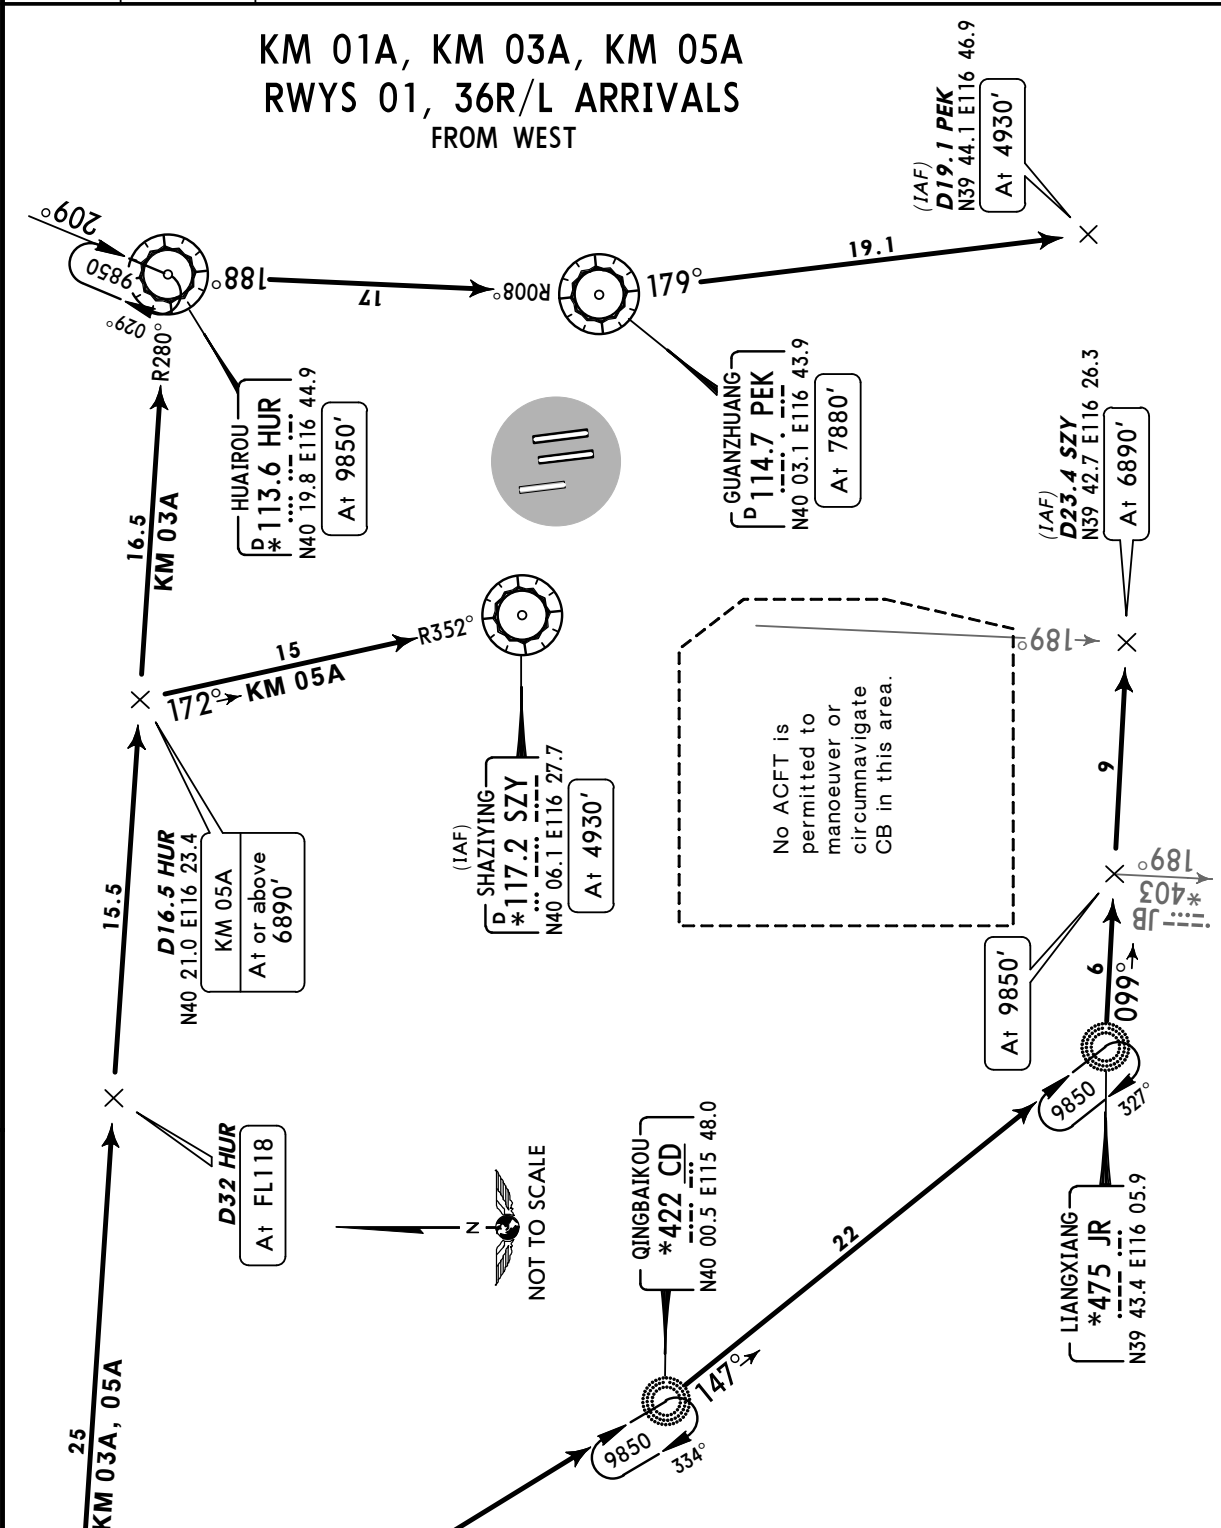 KM 01A, KM 03A, KM 05A
RWYS 01, 36R/L ARRIVALS
FROM WEST
(IAF)
D19.1 PEK
N39 44.1 E116 46.9
At 4930'
209°
9850
029°
188°
17
R008°
179°
19.1
R280°
HUAIROU
D
*113.6 HUR
N40 19.8 E116 44.9
At 9850'
GUANZHUANG
D
114.7 PEK
N40 03.1 E116 43.9
At 7880'
(IAF)
D23.4 SZY
N39 42.7 E116 26.3
At 6890'
16.5
KM 03A
15
R352°
172°
KM 05A
189°
No ACFT is
permitted to
manoeuver or
circumnavigate
CB in this area.
(IAF)
SHAZIYING
D
*117.2 SZY
N40 06.1 E116 27.7
At 4930'
D16.5 HUR
N40 21.0 E116 23.4
KM 05A
At or above
6890'
15.5
9
189°
*403
JB
At 9850'
6
099°
9850
327°
D32 HUR
At FL118
N
NOT TO SCALE
QINGBAIKOU
*422 CD
N40 00.5 E115 48.0
22
LIANGXIANG
*475 JR
N39 43.4 E116 05.9
147°
9850
334°
25
KM 03A, 05A